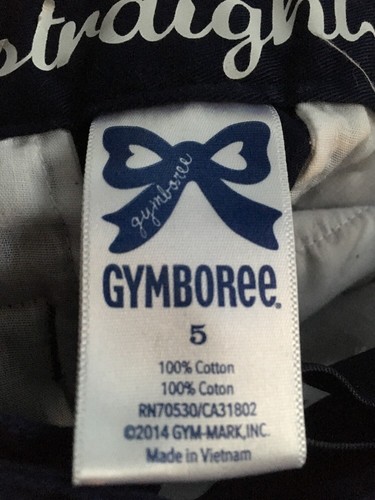 straight
gymboree
GYMBOREE
5
100% Cotton
100% Coton
RN70530/CA31802
©2014 GYM-MARK, INC.
Made in Vietnam